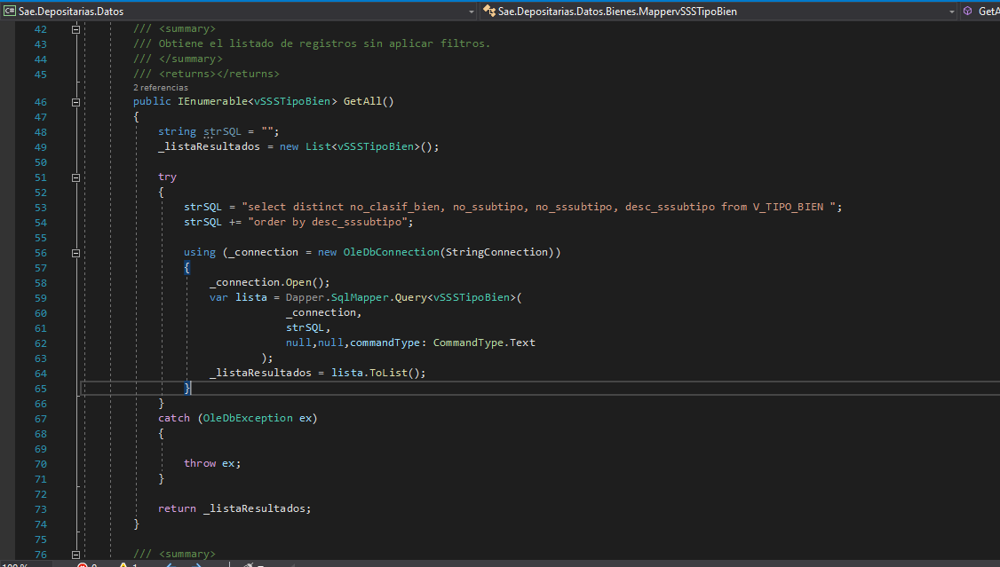 C# Sae.Depositarias.Datos Sae.Depositarias.Datos.Bienes.MappervSSSTipoBien GetA
42 /// <summary>
43 /// Obtiene el listado de registros sin aplicar filtros.
44 /// </summary>
45 /// <returns></returns>
2 referencias
46 public IEnumerable<vSSSTipoBien> GetAll()
47 {
48 string strSQL = "";
49 _listaResultados = new List<vSSSTipoBien>();
50
51 try
52 {
53 strSQL = "select distinct no_clasif_bien, no_ssubtipo, no_sssubtipo, desc_sssubtipo from V_TIPO_BIEN ";
54 strSQL += "order by desc_sssubtipo";
55
56 using (_connection = new OleDbConnection(StringConnection))
57 {
58 _connection.Open();
59 var lista = Dapper.SqlMapper.Query<vSSSTipoBien>(
60 _connection,
61 strSQL,
62 null,null,commandType: CommandType.Text
63 );
64 _listaResultados = lista.ToList();
65 }
66 }
67 catch (OleDbException ex)
68 {
69
70 throw ex;
71 }
72
73 return _listaResultados;
74 }
75
76 /// <summary>